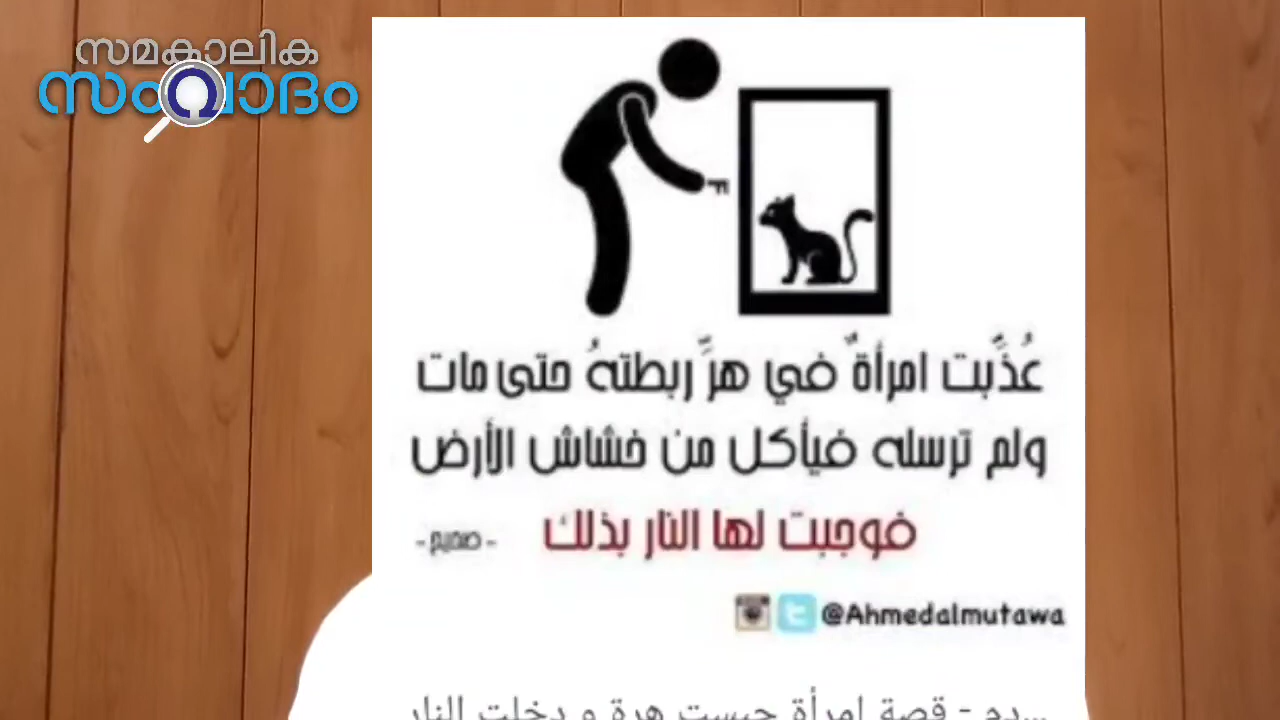 സമകാലിക
സംവാദം
عُذِّبت امرأةٌ في هرِّ ربطتهُ حتى مات
ولم ترسله فيأكل من خشاش الأرض
فوجبت لها النار بذلك
-صحيح-
@Ahmedalmutawa
قصة امرأة حبست هرة و دخلت النار -